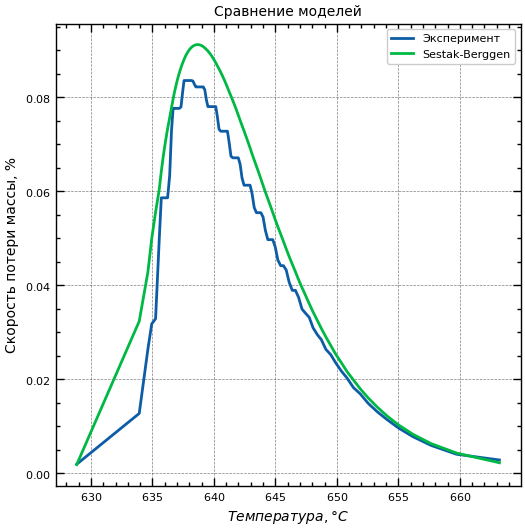 Сравнение моделей
Эксперимент
Sestak-Berggen
Скорость потери массы, %
0.08
0.06
0.04
0.02
0.00
630 635 640 645 650 655 660
Температура, °C